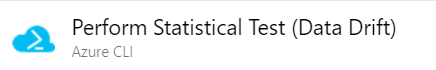 Perform Statistical Test (Data Drift)
Azure CLI